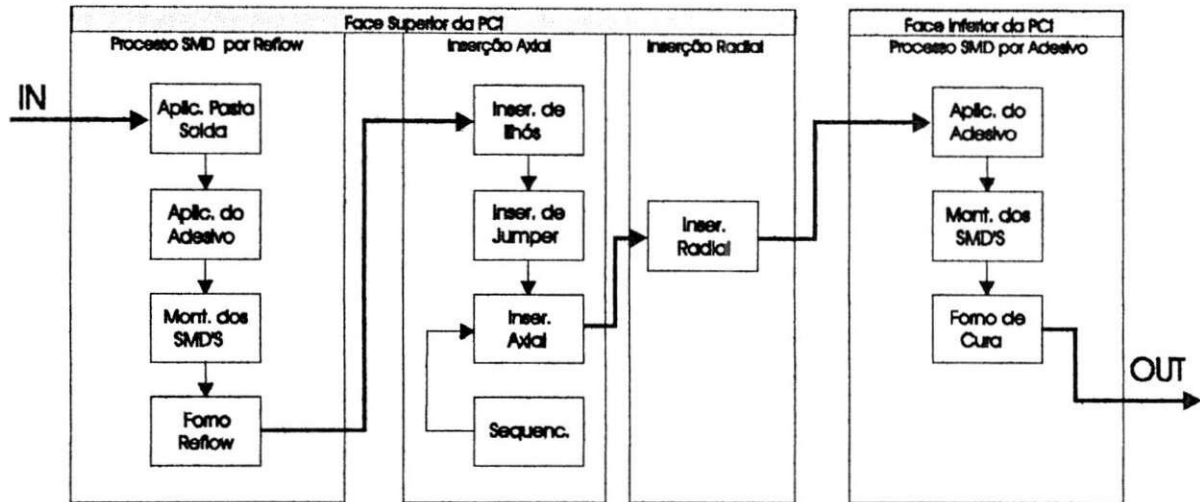 Face Superior da PCI
Processo SMD por Reflow
Inserção Axial
Inserção Radial
Face Inferior da PCI
Processo SMD por Adesivo
IN
Aplic. Pasta
Solda
Aplic. do
Adesivo
Mont. dos
SMD'S
Forno
Reflow
Inser. de
Ilhós
Inser. de
Jumper
Inser.
Axial
Sequenc.
Inser.
Radial
Aplic. do
Adesivo
Mont. dos
SMD'S
Forno de
Cura
OUT